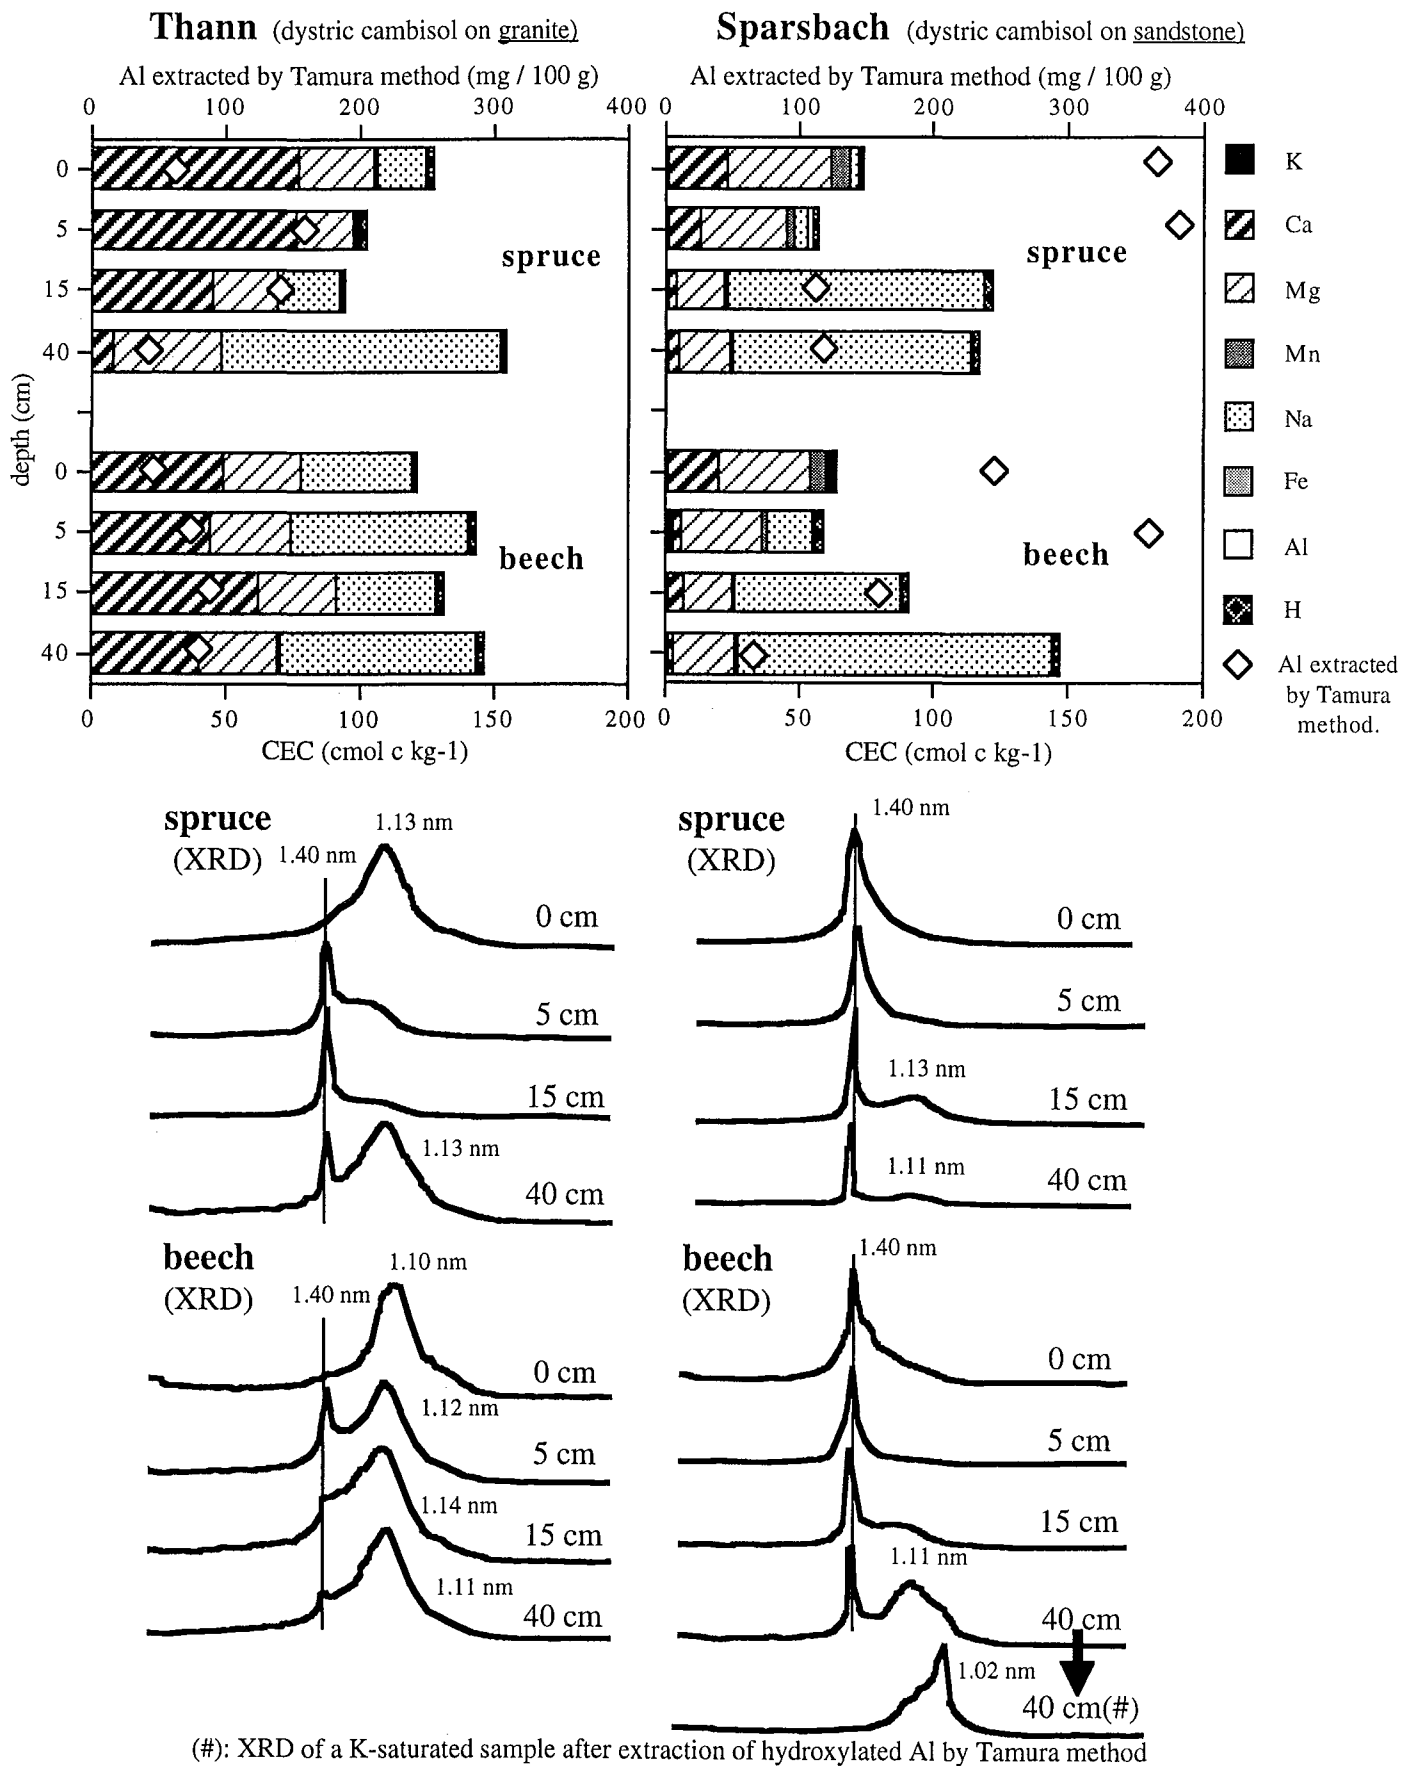 Thann (dystric cambisol on granite)
Al extracted by Tamura method (mg / 100 g)
0 100 200 300 400
0
5
15
40
0
5
15
40
depth (cm)
spruce
beech
0 50 100 150 200
CEC (cmol c kg-1)
Sparsbach (dystric cambisol on sandstone)
Al extracted by Tamura method (mg / 100 g)
0 100 200 300 400
spruce
beech
0 50 100 150 200
CEC (cmol c kg-1)
K
Ca
Mg
Mn
Na
Fe
Al
H
Al extracted
by Tamura
method.
spruce
(XRD)
1.40 nm
1.13 nm
0 cm
5 cm
15 cm
1.13 nm
40 cm
beech
(XRD)
1.40 nm
1.10 nm
0 cm
1.12 nm
5 cm
1.14 nm
15 cm
1.11 nm
40 cm
spruce
(XRD)
1.40 nm
0 cm
5 cm
1.13 nm
15 cm
1.11 nm
40 cm
beech
(XRD)
1.40 nm
0 cm
5 cm
15 cm
1.11 nm
40 cm
1.02 nm
40 cm(#)
(#): XRD of a K-saturated sample after extraction of hydroxylated Al by Tamura method